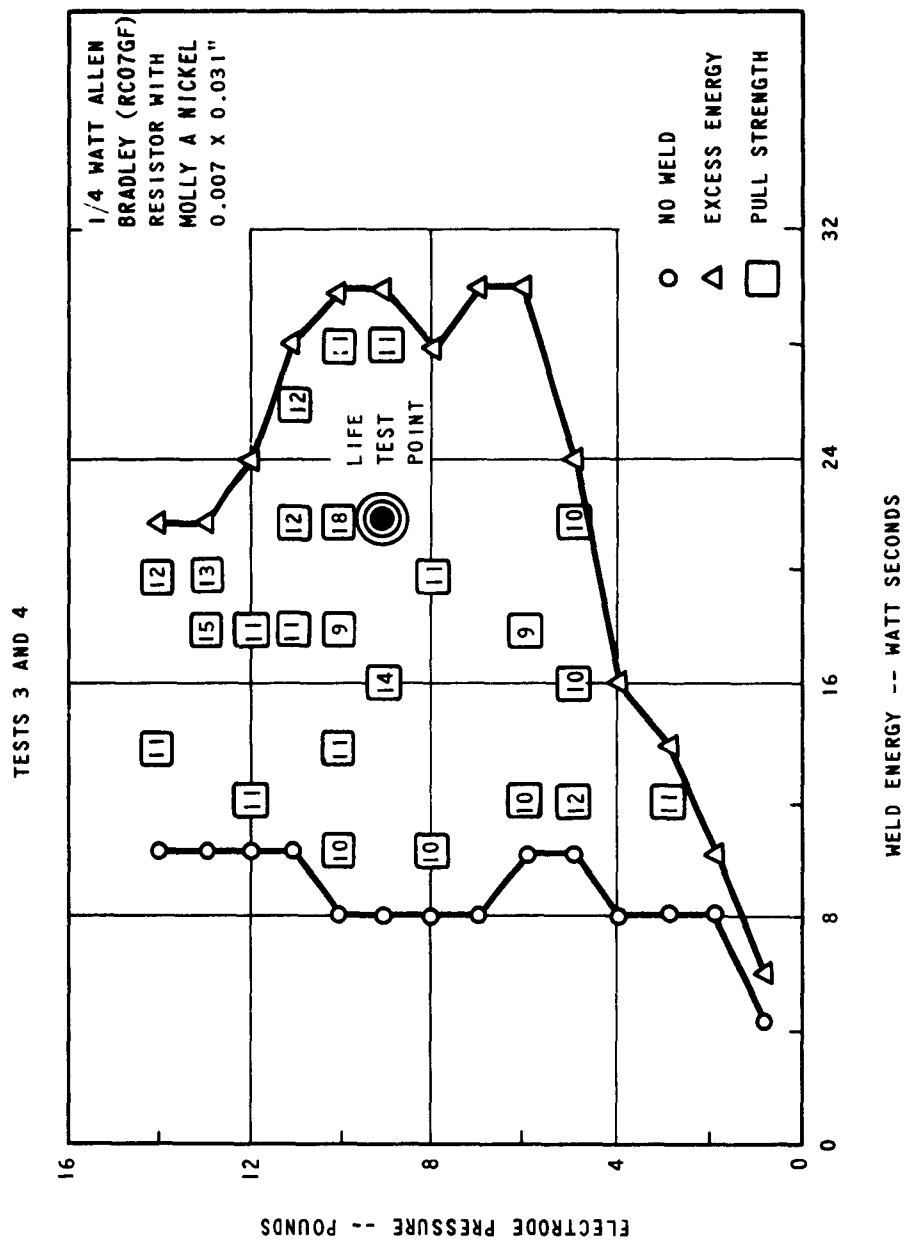 TESTS 3 AND 4
1/4 WATT ALLEN
BRADLEY (RC07GF)
RESISTOR WITH
MOLLY A NICKEL
0.007 X 0.031"
ELECTRODE PRESSURE -- POUNDS
16
12
8
4
0
11 12
15 13
11 11
11 12 12
10 11 9 18
LIFE
TEST
POINT
14 11
10 11
10 9
12 10 10
11
NO WELD
EXCESS ENERGY
PULL STRENGTH
0 8 16 24 32
WELD ENERGY -- WATT SECONDS